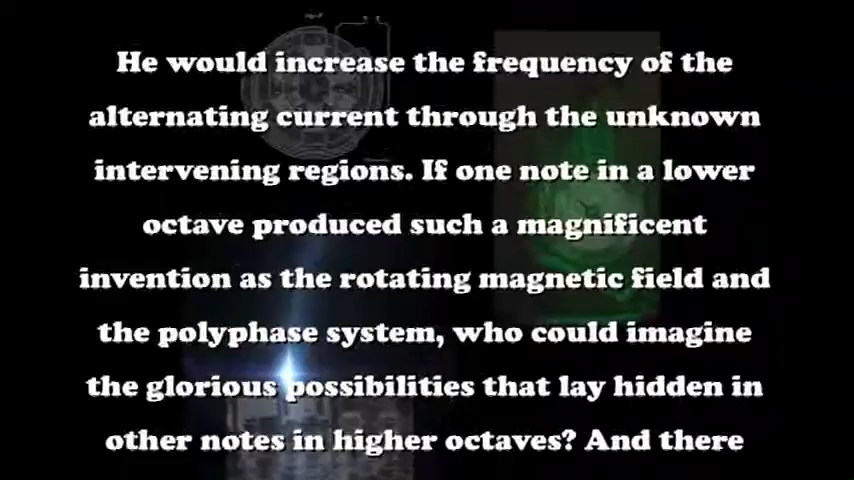 He would increase the frequency of the
alternating current through the unknown
intervening regions. If one note in a lower
octave produced such a magnificent
invention as the rotating magnetic field and
the polyphase system, who could imagine
the glorious possibilities that lay hidden in
other notes in higher octaves? And there